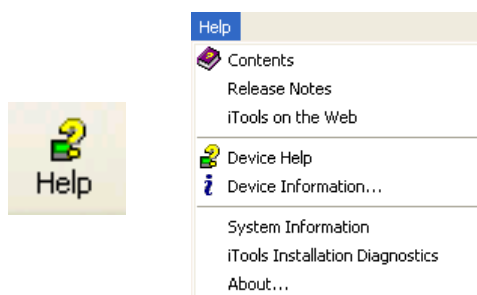 Help
Help
Contents
Release Notes
iTools on the Web
Device Help
Device Information...
System Information
iTools Installation Diagnostics
About...